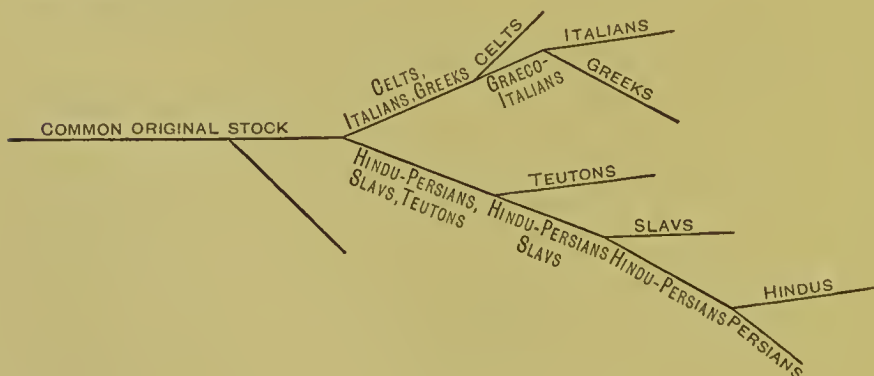 COMMON ORIGINAL STOCK
CELTS,
ITALIANS, GREEKS
CELTS
GRAECO-
ITALIANS
ITALIANS
GREEKS
HINDU-PERSIANS,
SLAVS, TEUTONS
TEUTONS
HINDU-PERSIANS
SLAVS
SLAVS
HINDU-PERSIANS
HINDUS
PERSIANS